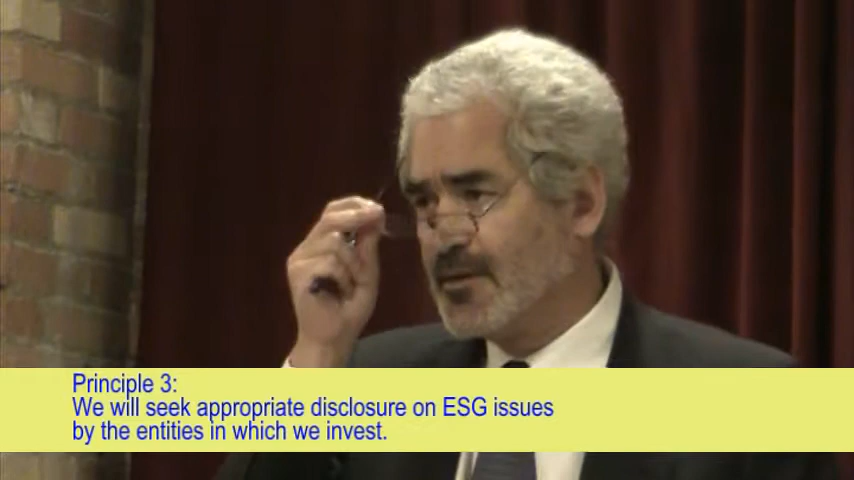 Principle 3:
We will seek appropriate disclosure on ESG issues
by the entities in which we invest.